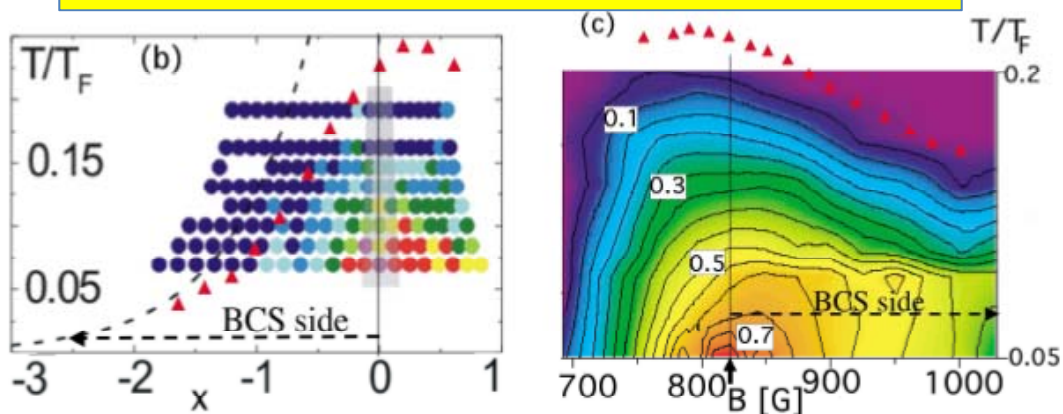 (b)
T/T_F
0.15
0.05
BCS side
-3 -2 -1 0 1
x
(c)
T/T_F
0.2
0.1
0.3
0.5
BCS side
0.7
0.05
700 800 900 1000
B [G]